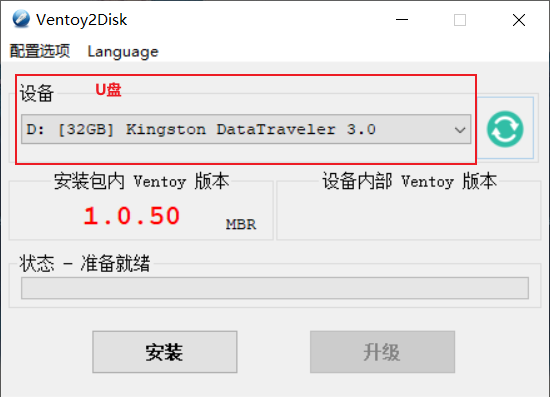 Ventoy2Disk
配置选项 Language
设备 U盘
D: [32GB] Kingston DataTraveler 3.0
安装包内 Ventoy 版本 设备内部 Ventoy 版本
1.0.50 MBR
状态 - 准备就绪
安装 升级